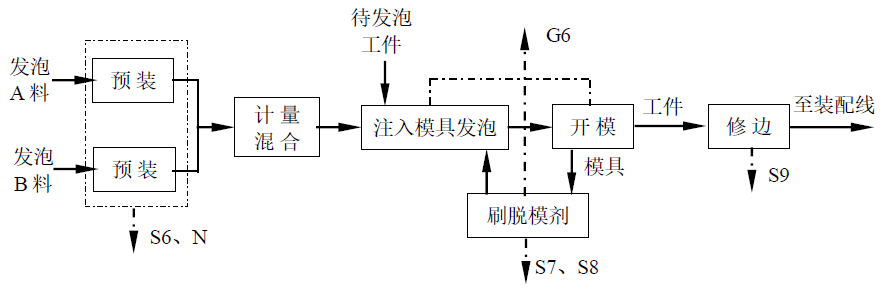 待发泡
工件
G6
发泡
A 料
预 装
计 量
混 合
注入模具发泡
开 模
工件
修 边
至装配线
发泡
B 料
预 装
模具
刷脱模剂
S9
S6、N
S7、S8